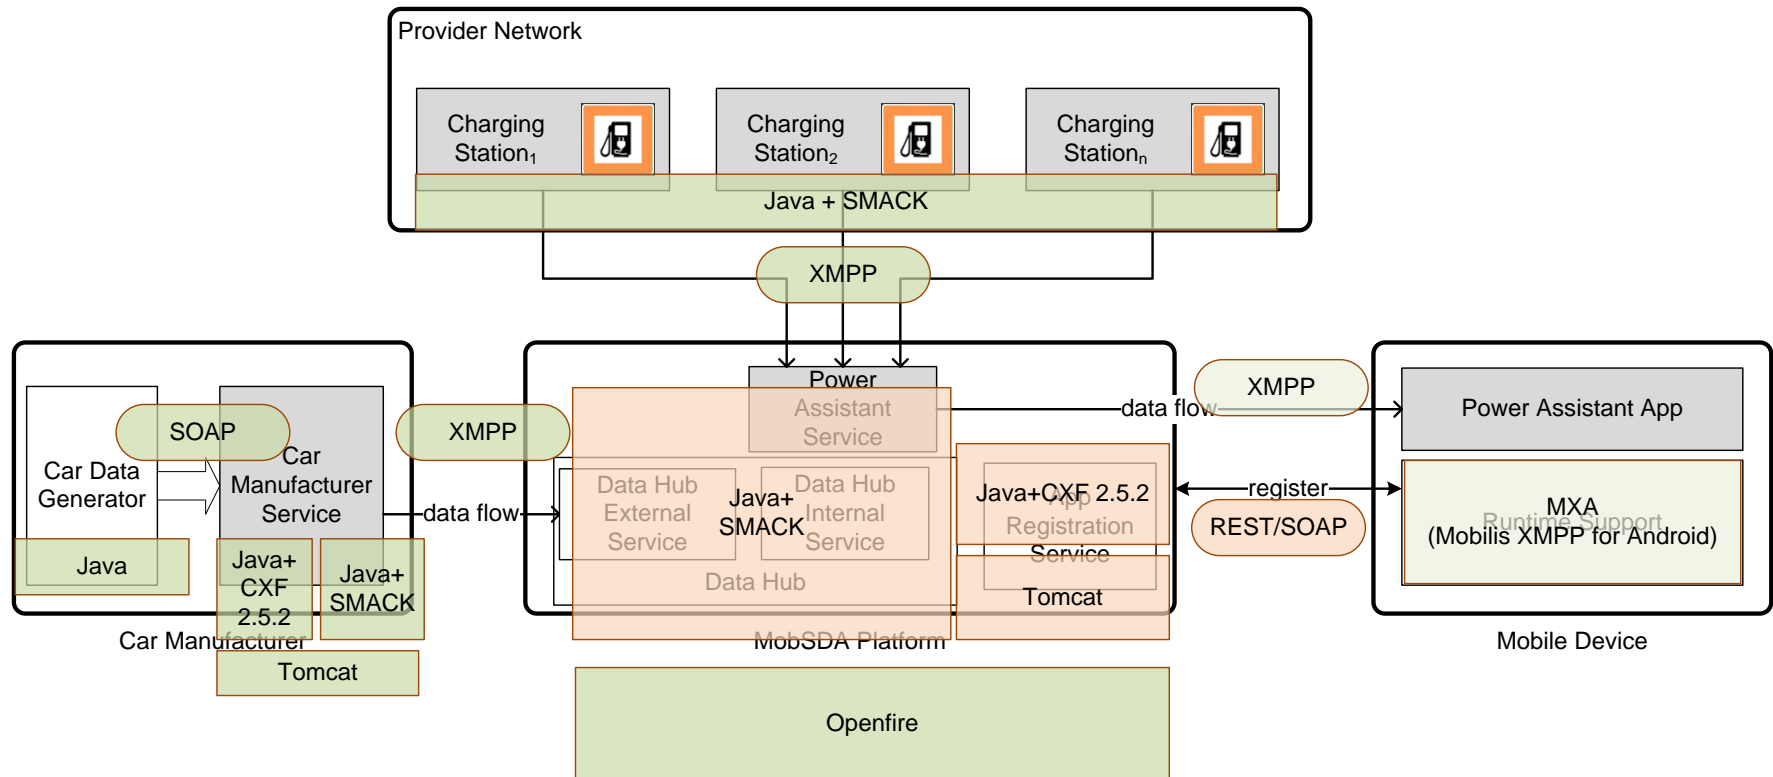 Provider Network
Charging
Station1
Charging
Station2
Charging
Stationn
Java + SMACK
XMPP
Car Data
Generator
SOAP
Car
Manufacturer
Service
Java
Java+
CXF
2.5.2
Java+
SMACK
Tomcat
Car Manufacturer
XMPP
data flow
Power
Assistant
Service
Data Hub
External
Service
Java+
SMACK
Data Hub
Internal
Service
Data Hub
Java+CXF 2.5.2
App
Registration
Service
Tomcat
MobSDA Platform
Openfire
XMPP
data flow
register
REST/SOAP
Power Assistant App
MXA
(Mobilis XMPP for Android)
Runtime Support
Mobile Device